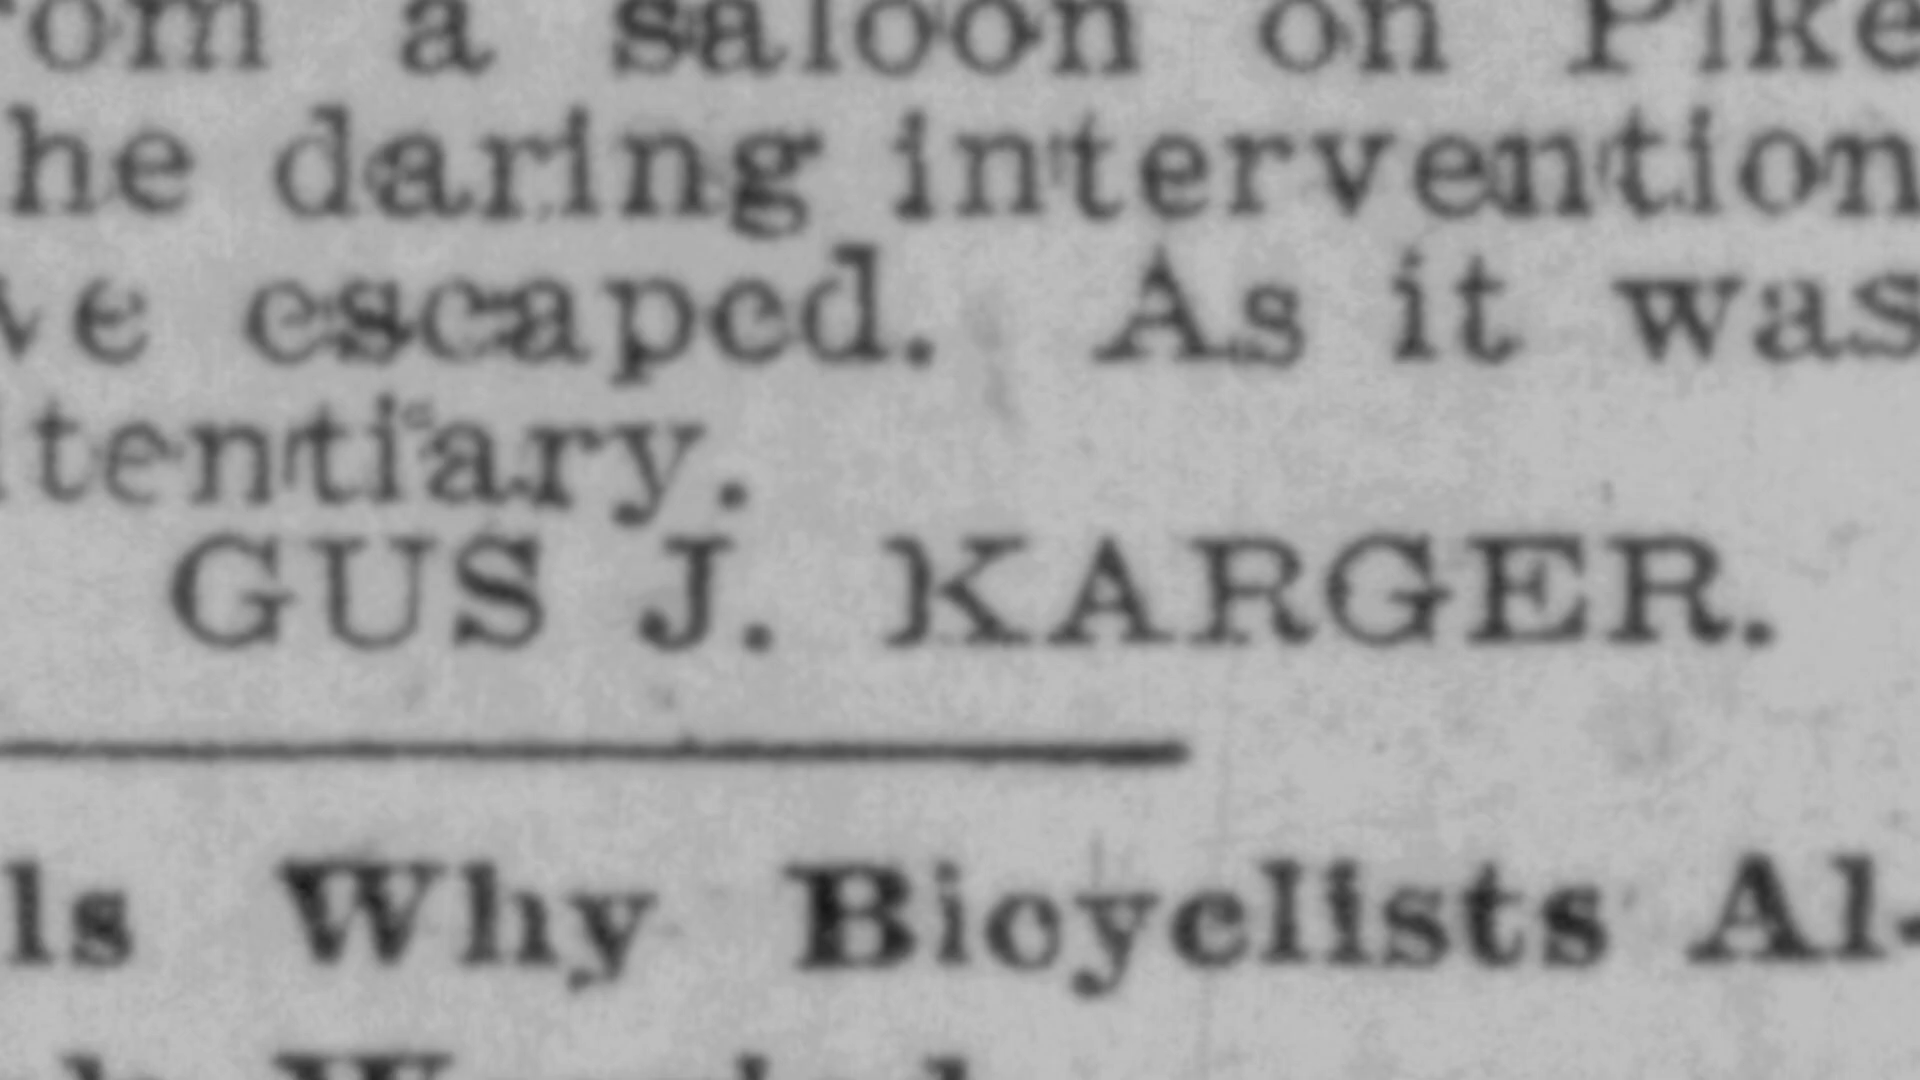 om a saloon on Pike
he daring intervention
ve escaped. As it was
tentiary.
GUS J. KARGER.
ls Why Bicyclists Al-